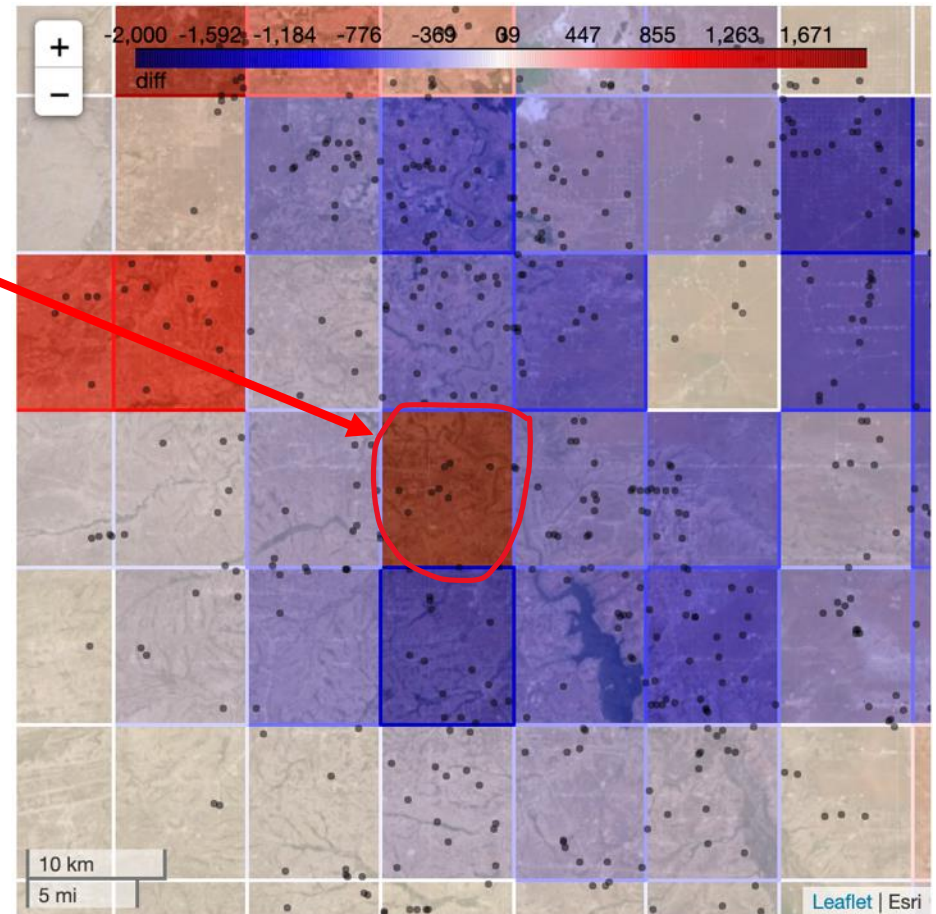 +
-2,000 -1,592 -1,184 -776 -369 39 447 855 1,263 1,671
diff
−
10 km
5 mi
Leaflet | Esri